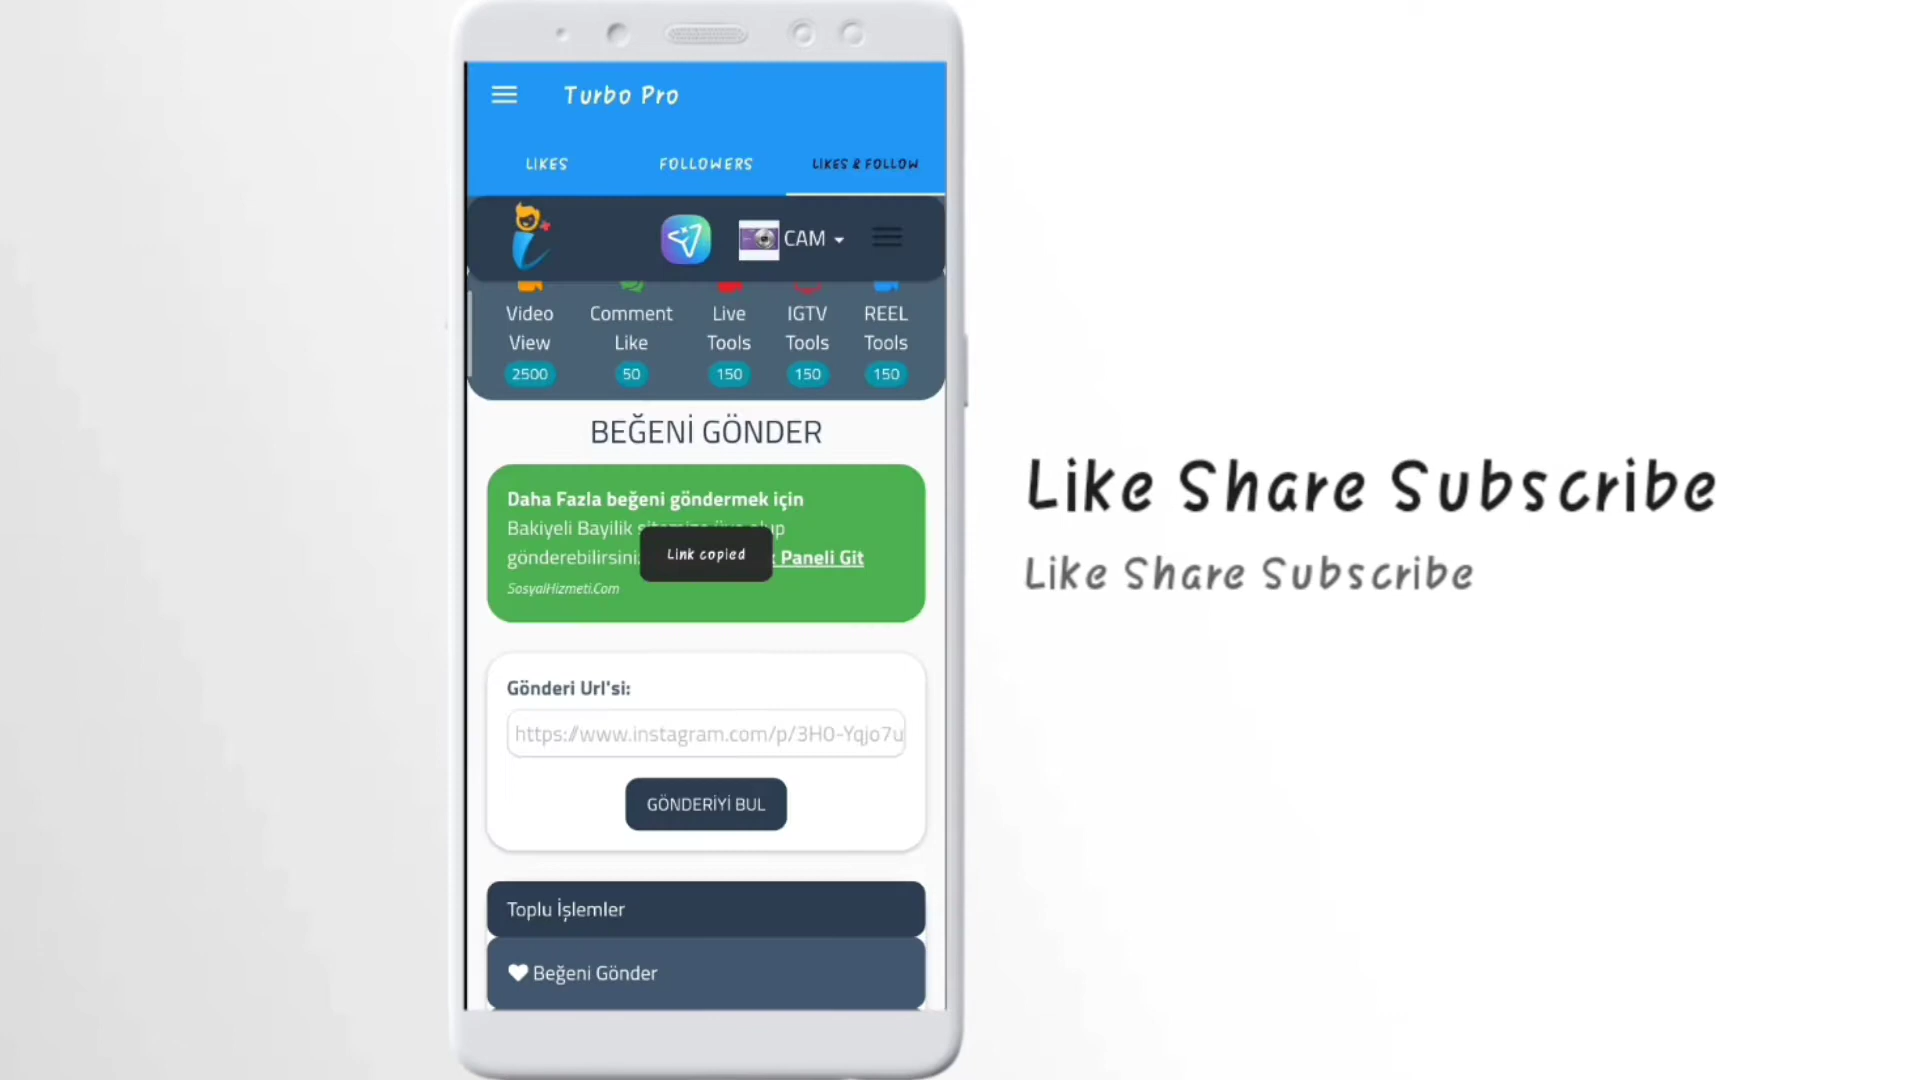 Turbo Pro
LIKES FOLLOWERS LIKES & FOLLOW
CAM
Video View 2500
Comment Like 50
Live Tools 150
IGTV Tools 150
REEL Tools 150
BEĞENİ GÖNDER
Daha Fazla beğeni göndermek için
Bakiyeli Bayilik
gönderebilirsini. Paneli Git
SosyalHizmeti.Com
Link copied
Gönderi Url'si:
https://www.instagram.com/p/3H0-Yqjo7u
GÖNDERİYİ BUL
Toplu İşlemler
Beğeni Gönder
Like Share Subscribe
Like Share Subscribe